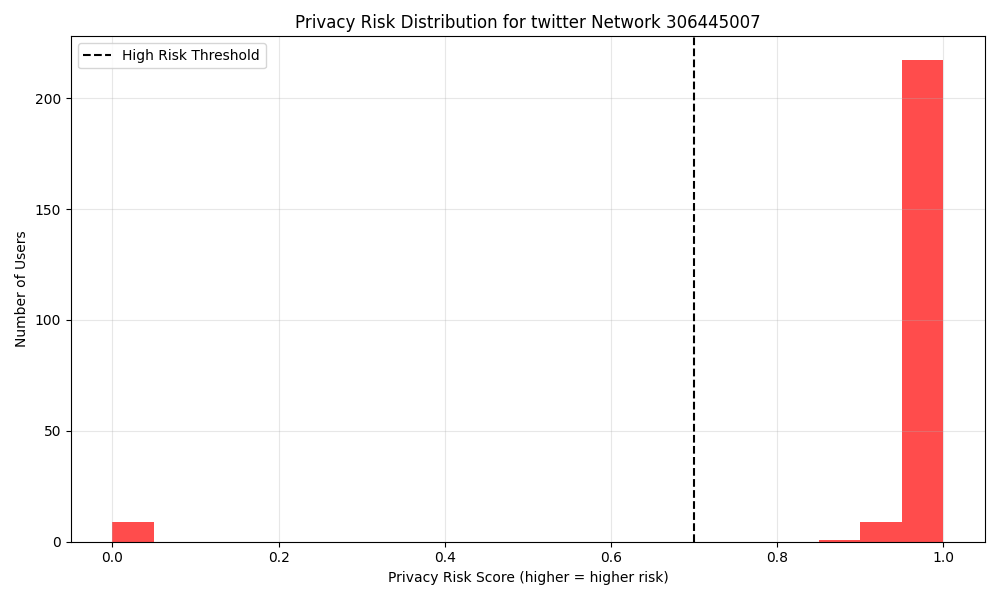 Privacy Risk Distribution for twitter Network 306445007
High Risk Threshold
Number of Users
200
150
100
50
0
0.0
0.2
0.4
0.6
0.8
1.0
Privacy Risk Score (higher = higher risk)